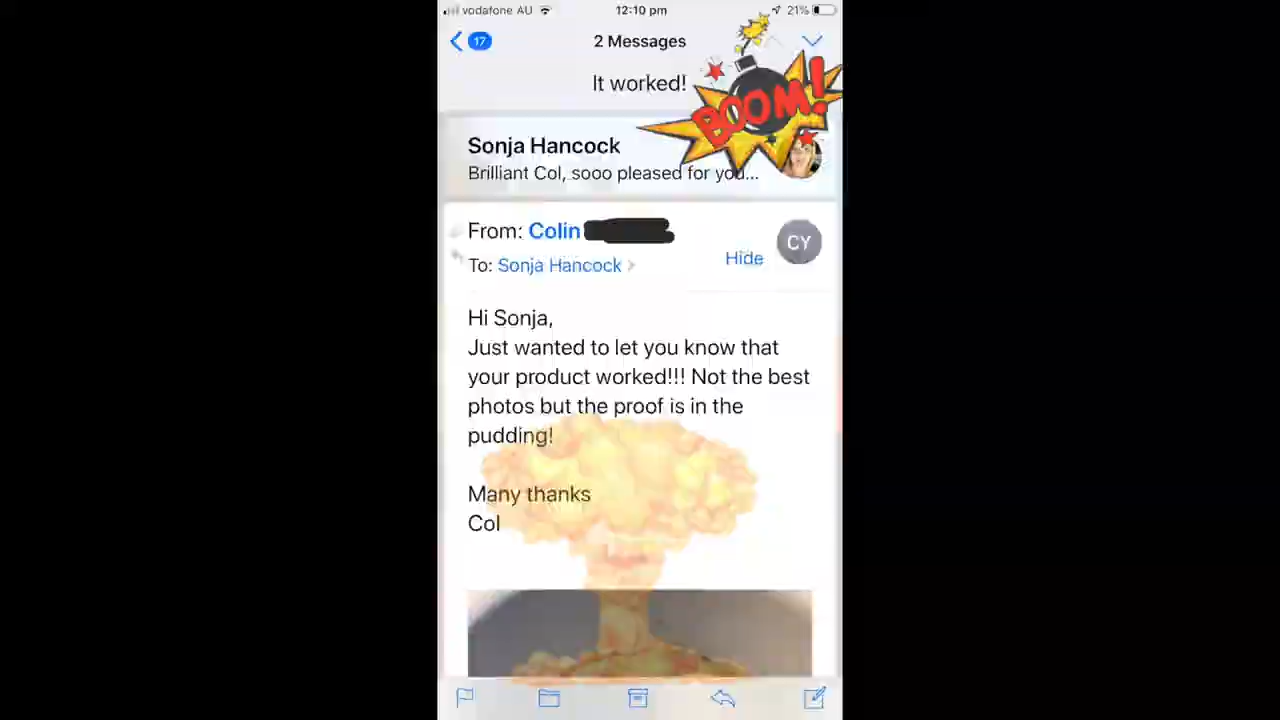 vodafone AU 12:10 pm 21%
17 2 Messages
It worked!
BOOM!
Sonja Hancock
Brilliant Col, sooo pleased for you...
From: Colin
CY
To: Sonja Hancock
Hide
Hi Sonja,
Just wanted to let you know that
your product worked!!! Not the best
photos but the proof is in the
pudding!
Many thanks
Col